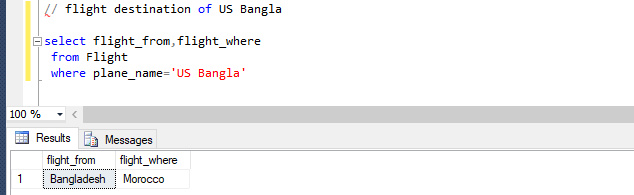 // flight destination of US Bangla
select flight_from,flight_where
from Flight
where plane_name='US Bangla'
100 %
Results Messages
flight_from flight_where
1 Bangladesh Morocco